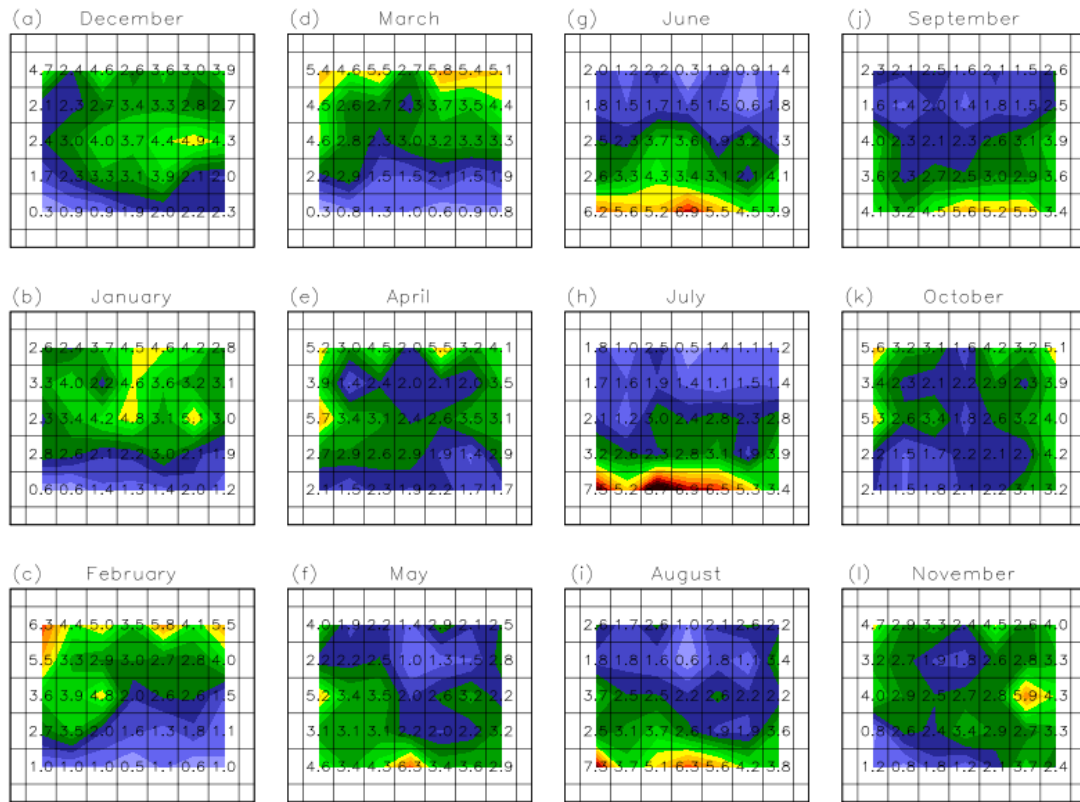 (a) December
4.7 2.4 4.6 2.6 3.6 3.0 3.9
2.1 2.3 2.7 3.4 3.3 2.8 2.7
2.4 3.0 4.0 3.7 4.4 4.9 4.3
1.7 2.3 3.1 3.9 2.1 2.0
0.3 0.9 0.9 1.9 2.0 2.2 2.3
(d) March
5.4 4.6 5.5 2.7 5.8 5.4 5.1
4.5 2.6 2.7 2.3 3.7 3.5 4.4
2.8 2.3 3.0 3.4 3.3 3.3
2.2 2.9 1.5 1.5 2.1 1.5 1.9
0.3 0.8 1.3 1.0 0.6 0.9 0.8
(g) June
2.0 1.2 2.2 0.3 1.9 0.9 1.4
1.8 1.5 1.7 1.5 1.5 0.6 1.8
2.4 2.4 3.7 3.6 1.9 3.2 1.3
2.6 3.3 4.3 3.4 3.1 2.1 4.1
6.2 5.6 5.2 6.9 5.5 4.5 3.9
(j) September
2.3 2.1 2.2 1.3 2.1 1.5 2.6
1.6 1.4 2.0 1.4 1.8 1.5 2.5
4.0 2.1 2.1 2.3 3.0 3.4
3.6 2.3 2.7 2.5 4.0 3.6
4.1 3.2 4.5 5.6 5.2 5.5 3.4
(b) January
2.6 2.4 3.7 4.5 4.6 4.2 2.8
3.3 4.0 2.2 4.6 3.6 3.2 3.1
2.3 3.0 4.2 4.8 3.1 3.0
2.8 2.6 2.1 2.2 3.0 2.1 1.9
0.6 0.6 1.4 1.3 1.4 2.0 1.2
(e) April
5.2 3.0 4.5 2.0 5.5 3.2 4.1
3.9 1.4 2.4 2.0 2.1 2.0 3.5
5.7 3.4 3.1 2.4 2.6 3.5 3.1
2.7 2.9 2.6 2.9 1.9 1.4 2.9
2.1 1.5 2.3 1.9 2.2 1.7 1.7
(h) July
1.8 1.0 2.5 0.5 1.1 1.1 1.2
1.7 1.6 1.9 1.4 1.1 1.5 1.4
2.1 1.2 3.0 2.4 2.8 2.3 1.8
3.2 2.6 2.3 2.8 3.1 1.9 3.7
5.2 6.9 6.5 5.3 3.4
(k) October
5.6 3.2 3.1 1.6 4.2 3.2 5.1
2.4 2.3 2.1 2.2 2.9 2.3 3.9
5.3 2.6 3.4 1.8 2.6 2.2 4.0
2.2 1.5 2.2 1.7 2.2 2.1 4.2
2.1 1.5 1.8 2.4 2.2 3.1 3.2
(c) February
6.3 4.4 5.0 3.7 5.8 4.1 5.5
5.5 3.3 2.9 3.0 2.7 2.8 4.0
3.6 3.9 4.8 2.0 2.6 2.6 1.5
2.7 3.5 2.0 1.6 1.3 1.8 1.1
1.0 1.0 1.0 0.5 1.1 0.6 1.0
(f) May
4.0 1.9 2.2 1.4 2.0 1.1 2.5
2.2 2.2 2.5 1.0 1.3 1.5 2.8
5.2 3.4 3.5 2.0 2.6 3.2 2.2
3.1 3.1 3.1 2.2 2.0 2.2 3.2
4.6 3.3 4.1 6.3 4.1 3.7 2.9
(i) August
2.6 1.7 2.6 1.0 2.2 2.6 2.2
1.8 1.8 1.6 0.6 1.3 1.1 3.2
3.7 2.5 2.5 2.2 2.6 2.2 2.2
2.5 3.1 3.7 2.6 1.9 1.9 3.6
7.3 3.7 5.1 6.3 5.6 4.2 3.8
(l) November
4.7 2.9 3.3 2.4 4.5 2.6 4.0
3.2 2.7 1.9 1.8 2.6 2.8 3.3
4.0 2.9 2.5 2.7 2.8 5.9 4.3
0.8 2.6 2.4 3.4 2.9 2.7 3.3
1.2 0.8 1.8 1.2 2.1 3.7 2.4